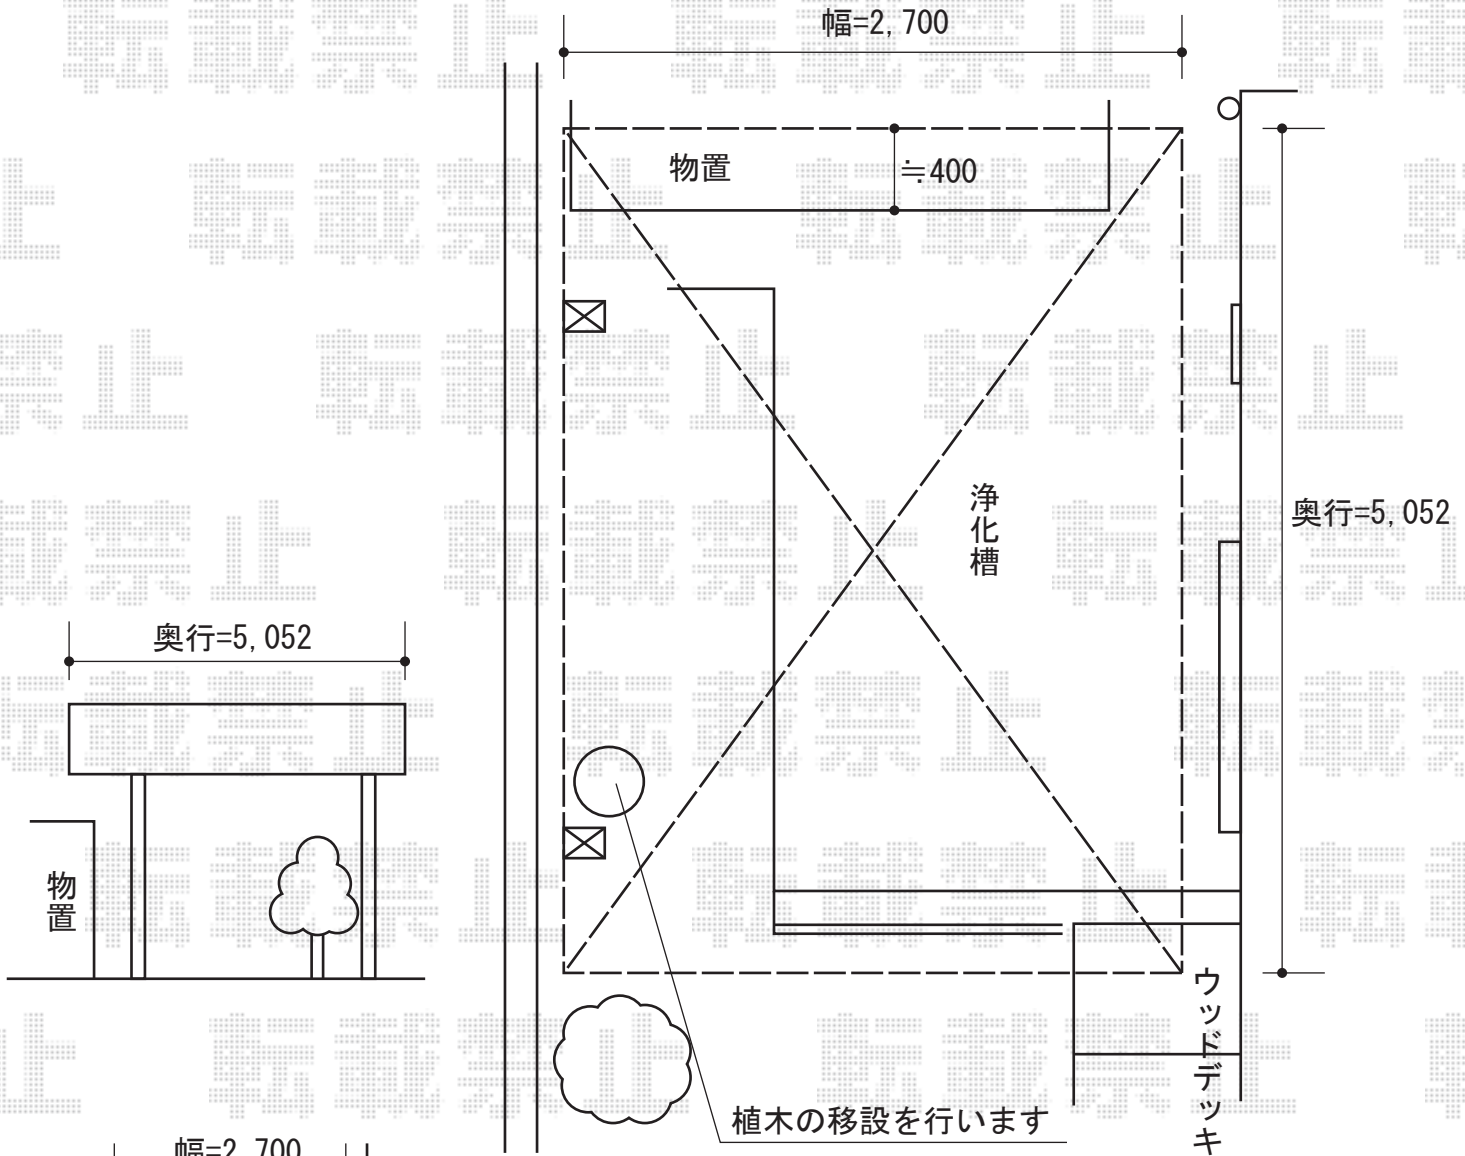 幅=2,700
物置
≒400
浄化槽
奥行=5,052
奥行=5,052
物置
ウッドデッキ
植木の移設を行います
幅=2,700
転載禁止